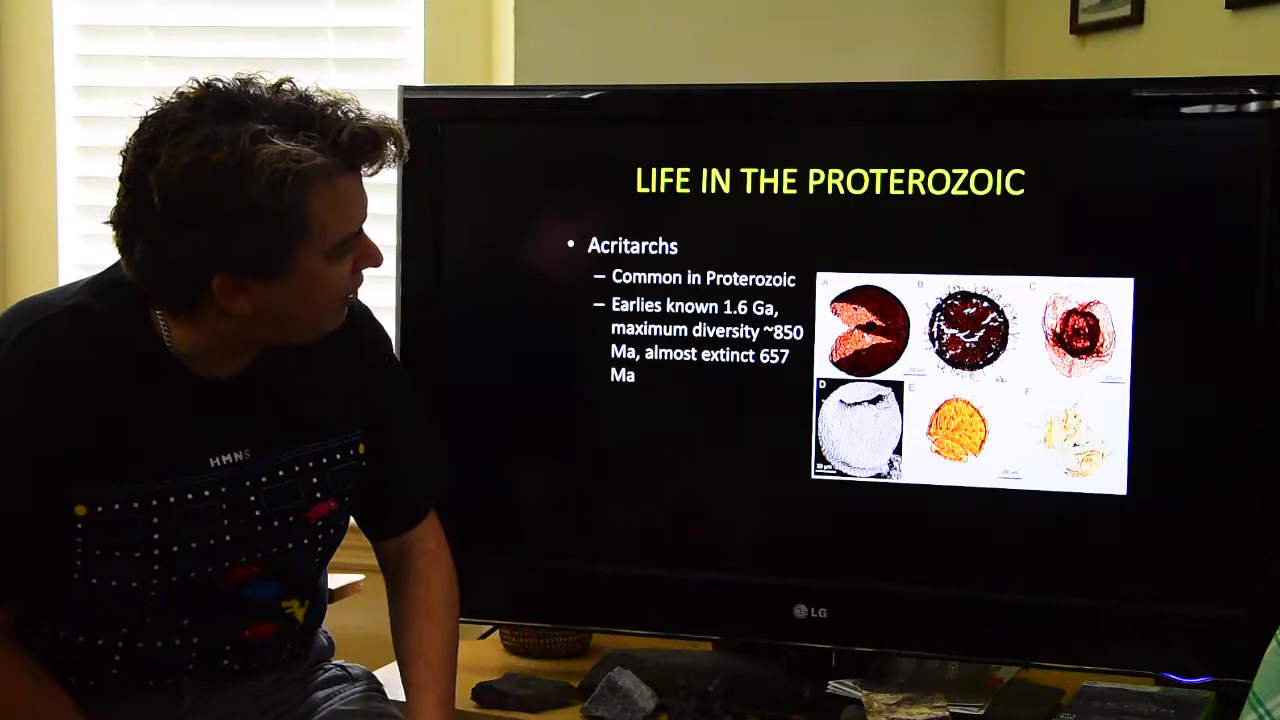 LIFE IN THE PROTEROZOIC
• Acritarchs
– Common in Proterozoic
– Earlies known 1.6 Ga,
maximum diversity ~850
Ma, almost extinct 657
Ma
A B C
D E F
HMNS
LG